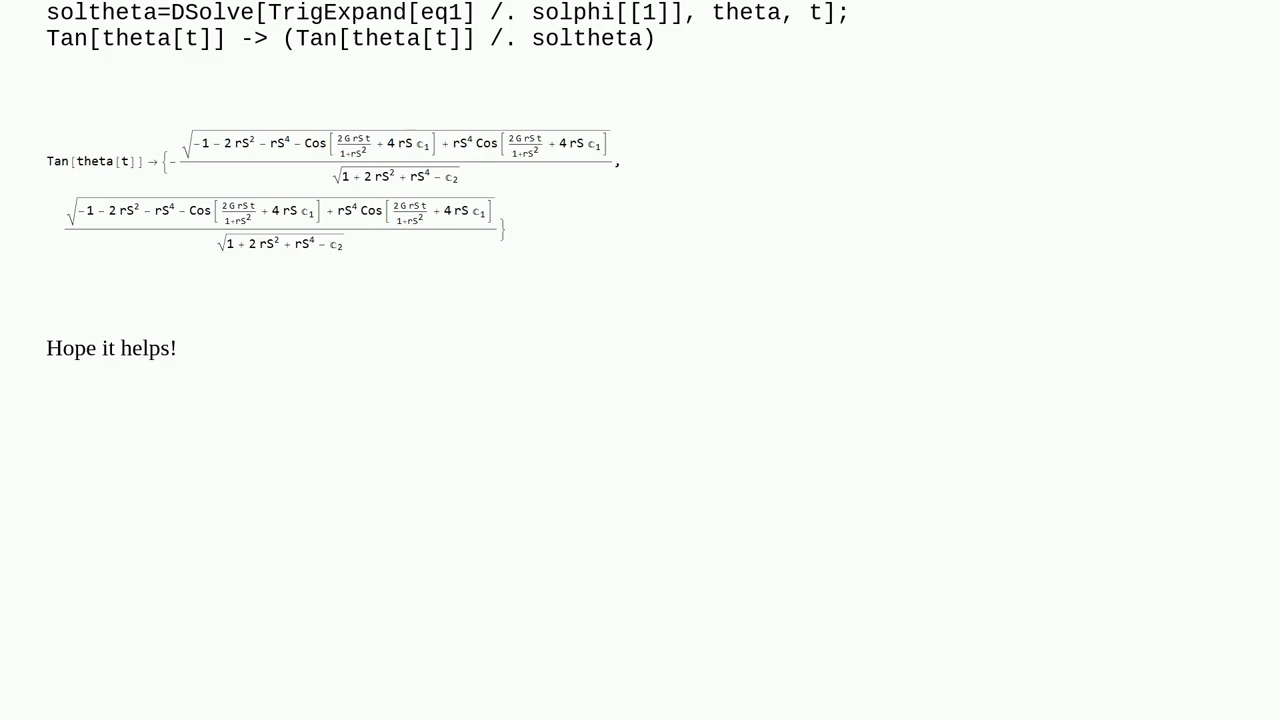 soltheta=DSolve[TrigExpand[eq1] /. solphi[[1]], theta, t];
Tan[theta[t]] -> (Tan[theta[t]] /. soltheta)
Tan[theta[t]] → {- √(-1 - 2 rS² - rS⁴ - Cos[2 G rS t/(1+rS²) + 4 rS c₁] + rS⁴ Cos[2 G rS t/(1+rS²) + 4 rS c₁]) / √(1 + 2 rS² + rS⁴ - c₂),
√(-1 - 2 rS² - rS⁴ - Cos[2 G rS t/(1+rS²) + 4 rS c₁] + rS⁴ Cos[2 G rS t/(1+rS²) + 4 rS c₁]) / √(1 + 2 rS² + rS⁴ - c₂)}
Hope it helps!